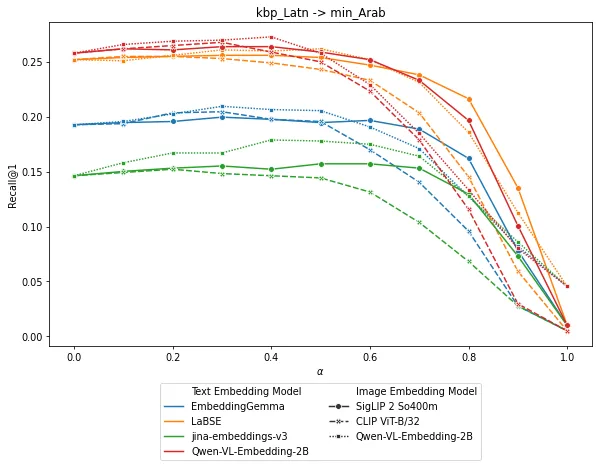 kbp_Latn -> min_Arab
Recall@1
0.25
0.20
0.15
0.10
0.05
0.00
0.0 0.2 0.4 0.6 0.8 1.0
α
Text Embedding Model
EmbeddingGemma
LaBSE
jina-embeddings-v3
Qwen-VL-Embedding-2B
Image Embedding Model
SigLIP 2 So400m
CLIP ViT-B/32
Qwen-VL-Embedding-2B